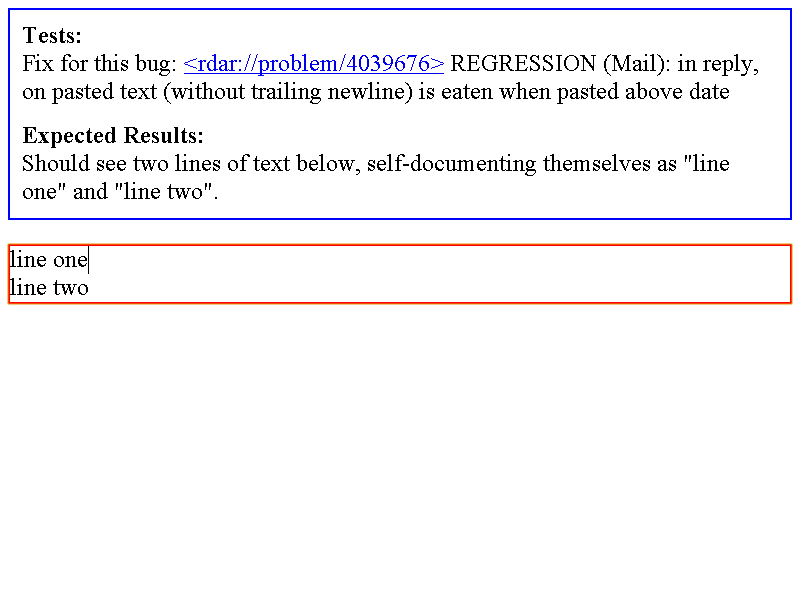 Tests:
Fix for this bug: <rdar://problem/4039676> REGRESSION (Mail): in reply,
on pasted text (without trailing newline) is eaten when pasted above date
Expected Results:
Should see two lines of text below, self-documenting themselves as "line
one" and "line two".
line one
line two